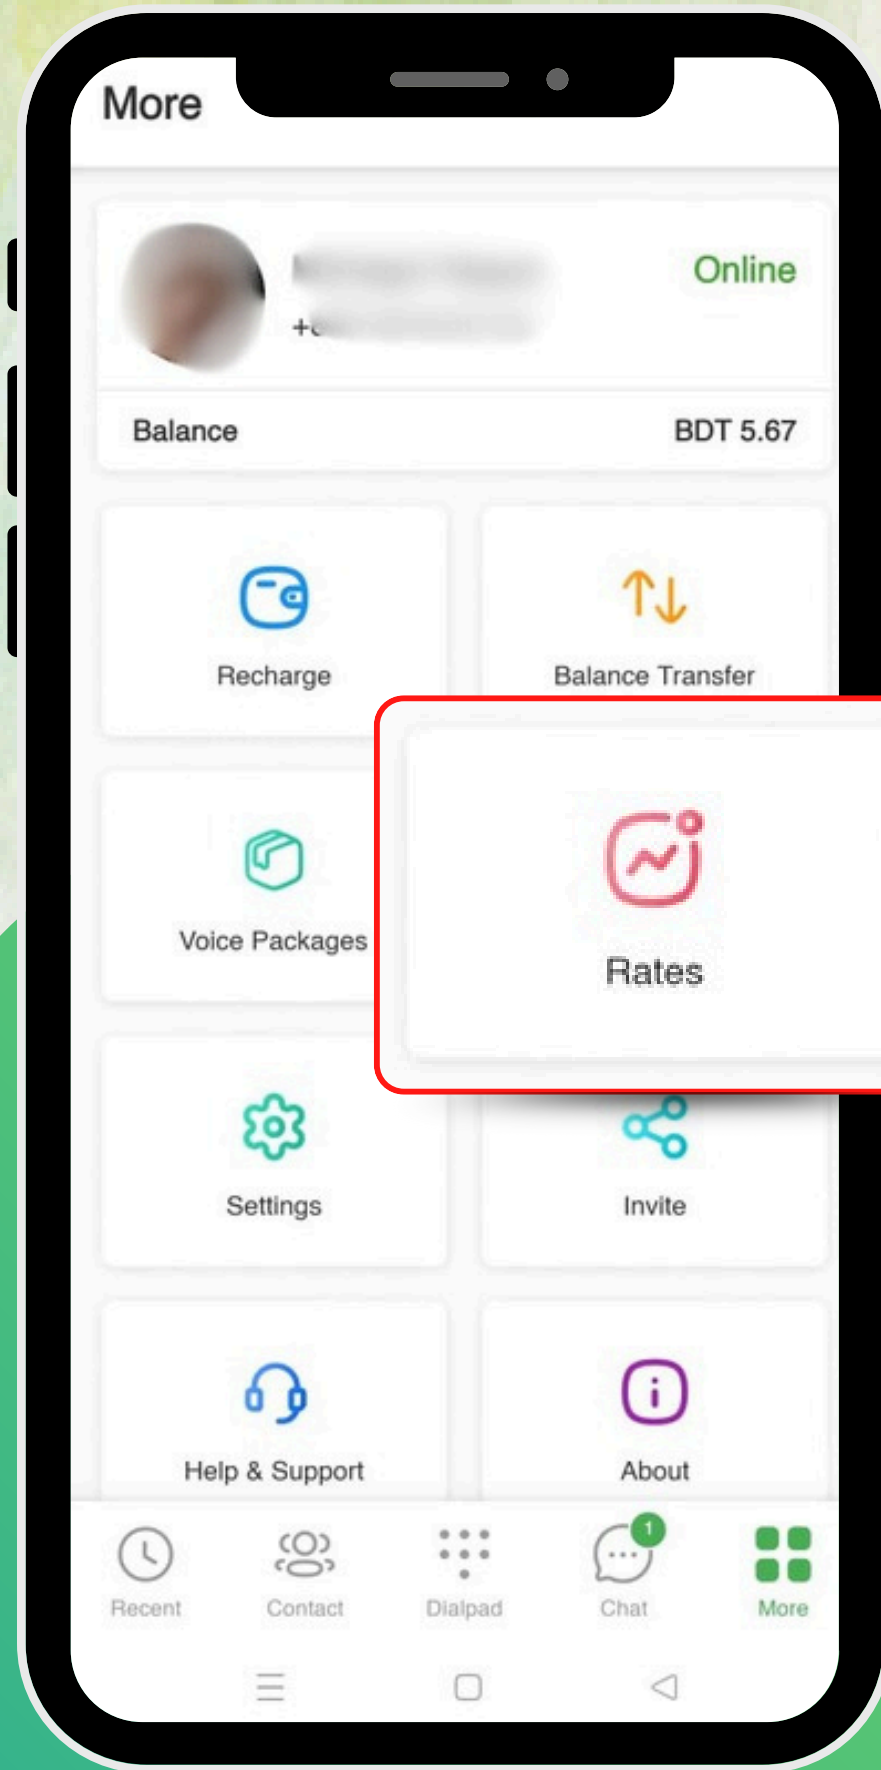 More
Online
Balance BDT 5.67
Recharge Balance Transfer
Voice Packages Rates
Settings Invite
Help & Support About
1
Recent Contact Dialpad Chat More